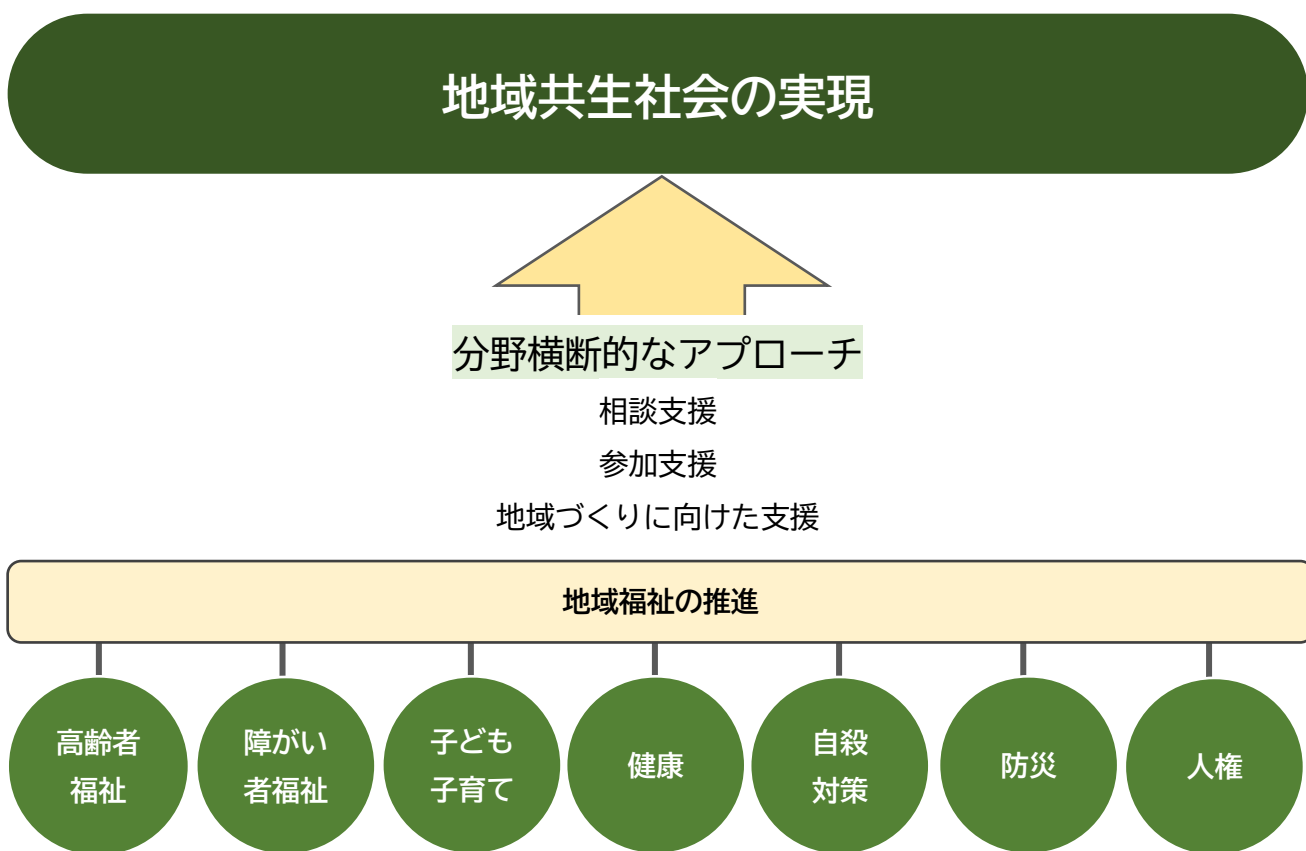 地域共生社会の実現
分野横断的なアプローチ
相談支援
参加支援
地域づくりに向けた支援
地域福祉の推進
高齢者
福祉
障がい
者福祉
子ども
子育て
健康
自殺
対策
防災
人権